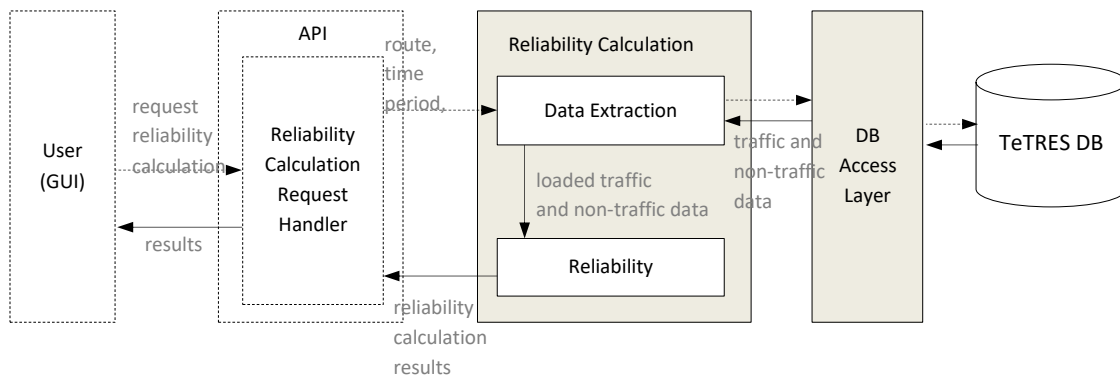 API
Reliability Calculation
route,
time
period,
request
reliability
calculation
Data Extraction
User
(GUI)
Reliability
Calculation
Request
Handler
DB
Access
Layer
TeTRES DB
traffic and
non-traffic
data
loaded traffic
and non-traffic data
results
Reliability
reliability
calculation
results